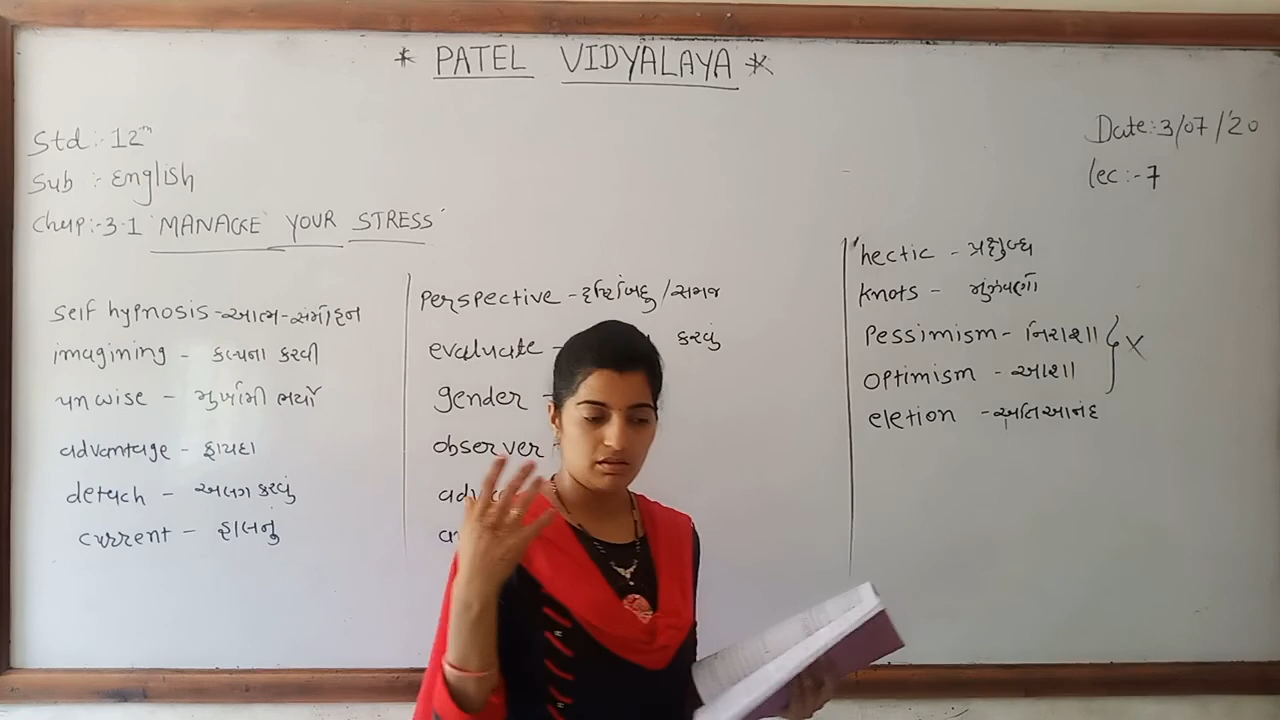 * PATEL VIDYALAYA *
Std:- 12th
Sub :- English
Date:3/07/'20
lec:-7
Chap:-3.1 'MANAGE YOUR STRESS'
Self hypnosis - આત્મ-સંમોહન
imagining - કલ્પના કરવી
unwise - મુર્ખામી ભર્યો
advantage - ફાયદા
detach - અલગ કરવું
current - હાલનું
Perspective - દ્રષ્ટિબિંદુ/સમજ
evaluate - કરવું
gender -
observer -
hectic - પ્રક્ષુબ્ધ
Knots - મુંઝવણો
Pessimism - નિરાશા
Optimism - આશા
eletion - અતિઆનંદ